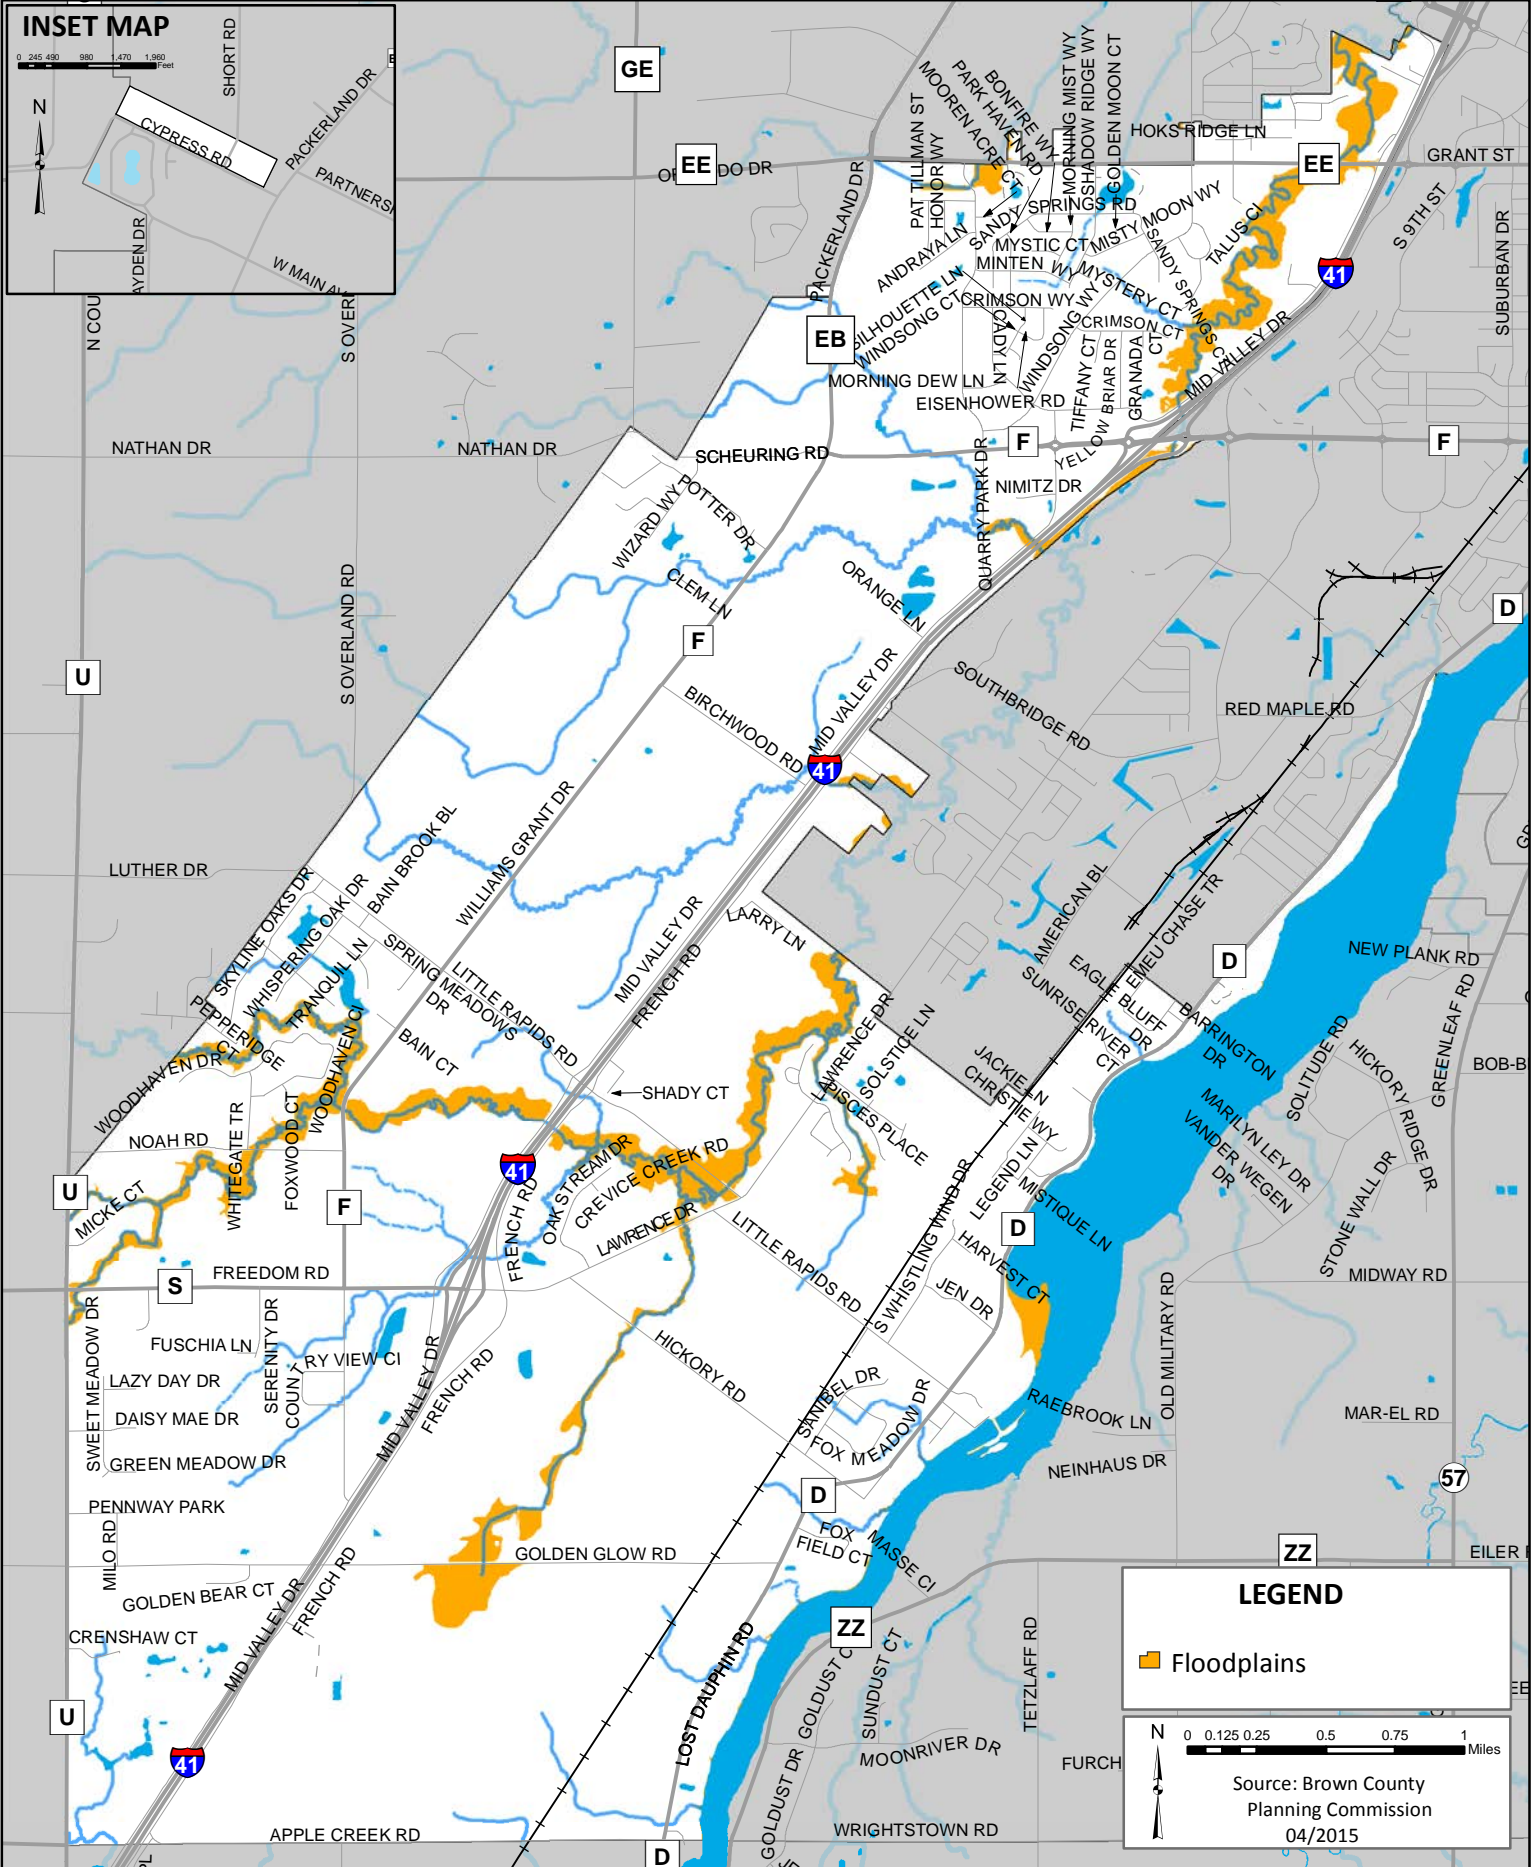 INSET MAP
0 245 490 980 1,470 1,960
Feet
N
SHORT RD
CYPRESS RD
PACKERLAND DR
W MAIN AV
GE
EE
EE
GRANT ST
HOKS RIDGE LN
S 9TH ST
SUBURBAN DR
PACKERLAND DR
PAT TILLMAN ST
HONOR WY
MOOREN ACRE CT
PARK HAVEN RD
BONFIRE WY
MORNING MIST WY
SHADOW RIDGE WY
GOLDEN MOON CT
SANDY SPRINGS RD
MISTY MOON WY
TALUS CI
ANDRAYA LN
MYSTIC CT
MINTEN WY
MYSTERY CT
SILHOUETTE LN
WINDSONG CT
CRIMSON WY
CADY LN
WINDSONG WY
CRIMSON CT
TIFFANY CT
YELLOW BRIAR DR
GRANADA CT
MORNING DEW LN
EISENHOWER RD
MID VALLEY DR
41
EB
NATHAN DR
NATHAN DR
SCHEURING RD
F
F
QUARRY PARK DR
NIMITZ DR
POTTER DR
WIZARD WY
CLEM LN
ORANGE LN
S OVERLAND RD
U
F
D
SOUTHBRIDGE RD
RED MAPLE RD
BIRCHWOOD RD
MID VALLEY DR
41
LUTHER DR
SKYLINE OAKS DR
WHISPERING OAK DR
BAIN BROOK BL
WILLIAMS GRANT DR
TRANQUIL LN
SPRING MEADOWS DR
LITTLE RAPIDS RD
MID VALLEY DR
FRENCH RD
LARRY LN
AMERICAN BL
EMEU CHASE TR
EAGLE BLUFF DR
SUNRISE RIVER CT
D
NEW PLANK RD
GREENLEAF RD
BARRINGTON DR
SOLITUDE RD
HICKORY RIDGE DR
PEPPERIDGE CT
WOODHAVEN DR
WOODHAVEN CI
BAIN CT
SHADY CT
LAWRENCE DR
SOLSTICE LN
PISCES PLACE
JACKIE LN
CHRISTIE WY
LEGEND LN
MISTIQUE LN
MARILYN LEY DR
VANDER WEGEN DR
STONE WALL DR
NOAH RD
WHITEGATE TR
FOXWOOD CT
MICKE CT
U
F
41
FRENCH RD
OAK STREAM DR
CREVICE CREEK RD
LAWRENCE DR
LITTLE RAPIDS RD
S WHISTLING WIND DR
D
HARVEST CT
JEN DR
MIDWAY RD
OLD MILITARY RD
S
FREEDOM RD
SWEET MEADOW DR
FUSCHIA LN
SERENITY DR
COUNTRY VIEW CI
LAZY DAY DR
DAISY MAE DR
GREEN MEADOW DR
MID VALLEY DR
FRENCH RD
HICKORY RD
SANIBEL DR
FOX MEADOW DR
RAEBROOK LN
NEINHAUS DR
MAR-EL RD
57
PENNWAY PARK
MILO RD
GOLDEN BEAR CT
CRENSHAW CT
GOLDEN GLOW RD
D
FOX FIELD CT
MASSE CI
ZZ
ZZ
MID VALLEY DR
FRENCH RD
U
41
LOST DAUPHIN RD
GOLDUST DR
SUNDUST CT
MOONRIVER DR
TETZLAFF RD
APPLE CREEK RD
D
WRIGHTSTOWN RD
LEGEND
Floodplains
N
0 0.125 0.25 0.5 0.75 1
Miles
Source: Brown County
Planning Commission
04/2015